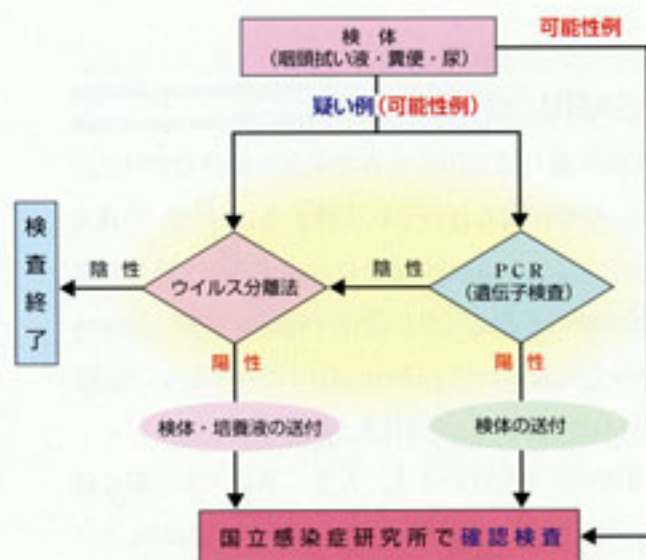 検 体
(咽頭拭い液・糞便・尿)
可能性例
疑い例(可能性例)
検査終了
陰 性
ウイルス分離法
陰 性
PCR
(遺伝子検査)
陽 性
陽 性
検体・培養液の送付
検体の送付
国立感染症研究所で確認検査